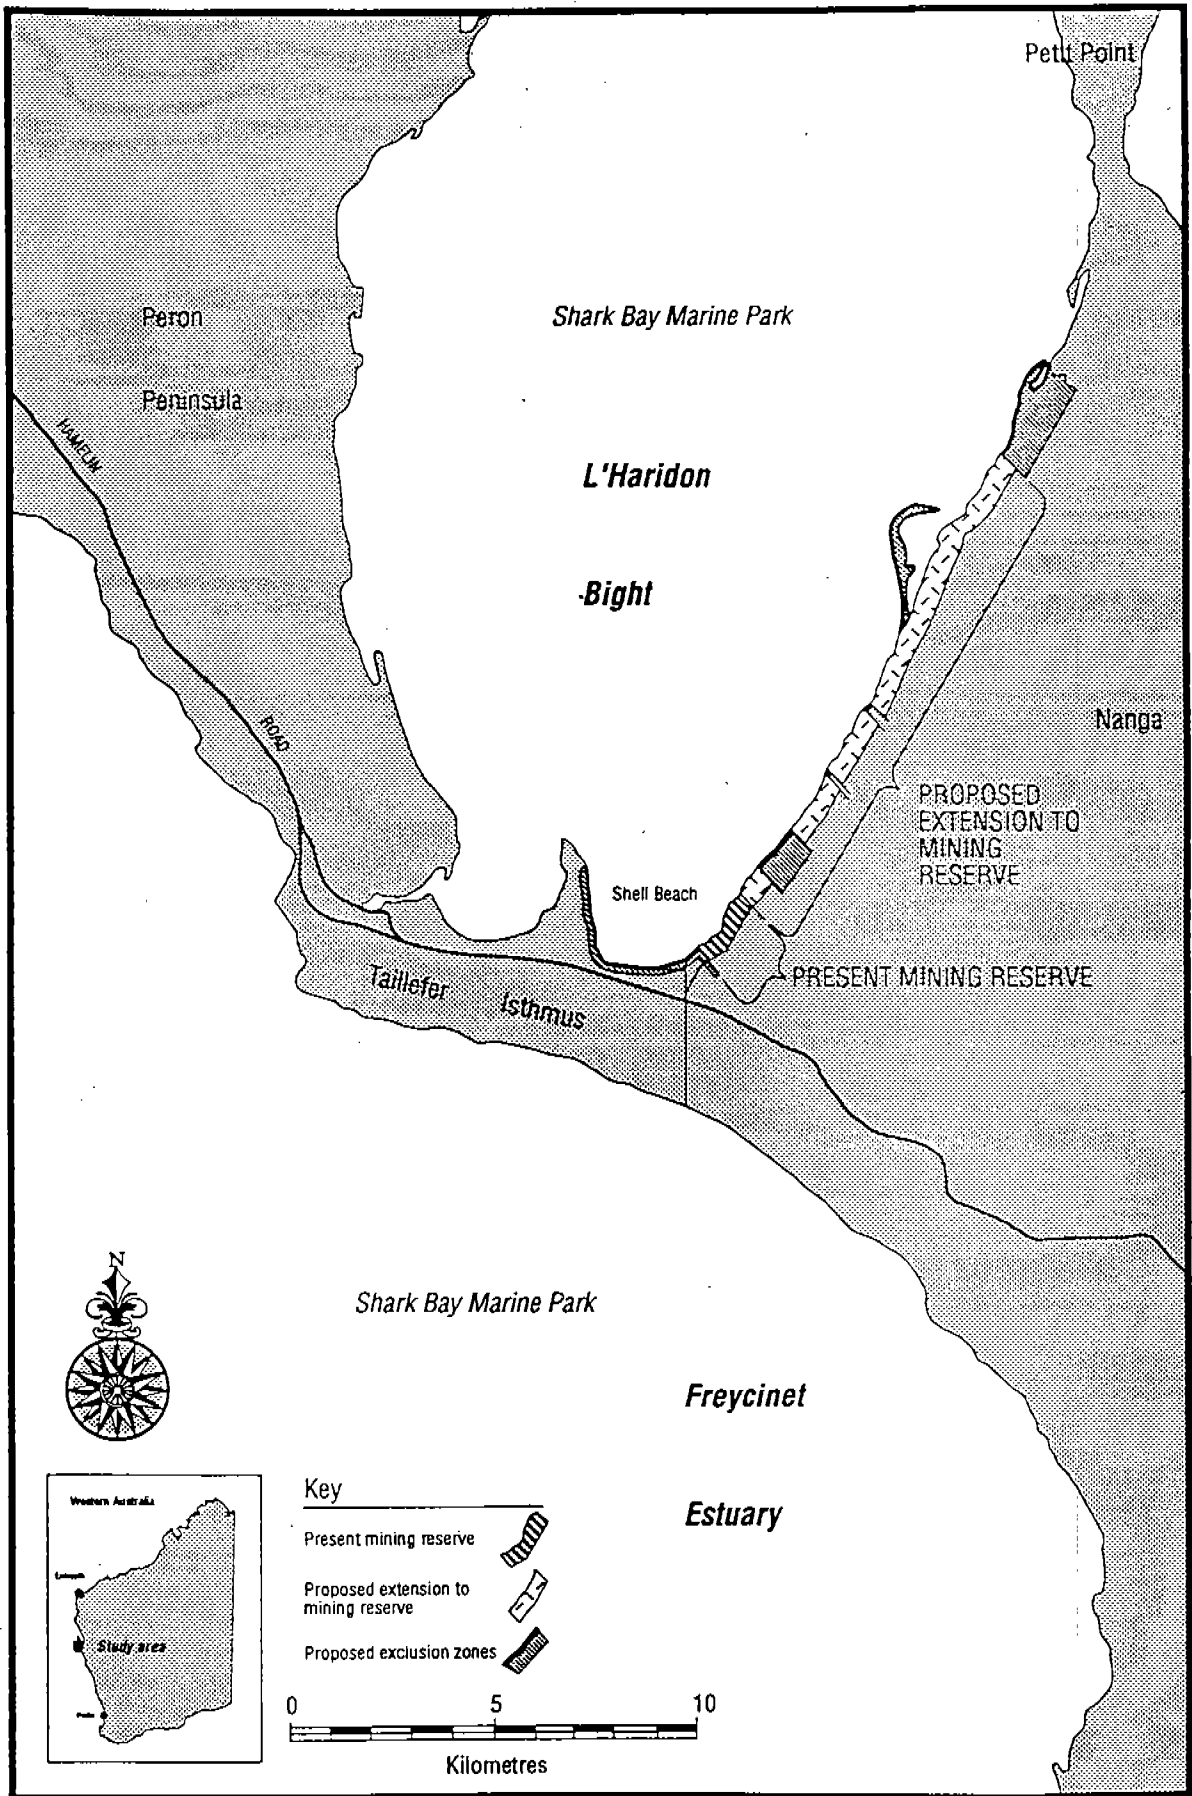 Petit Point
Shark Bay Marine Park
Peron
Peninsula
HAMELIN
ROAD
L'Haridon
Bight
Nanga
PROPOSED
EXTENSION TO
MINING
RESERVE
Shell Beach
PRESENT MINING RESERVE
Taillefer Isthmus
N
Shark Bay Marine Park
Freycinet
Estuary
Western Australia
Study area
Perth
Key
Present mining reserve
Proposed extension to
mining reserve
Proposed exclusion zones
0 5 10
Kilometres